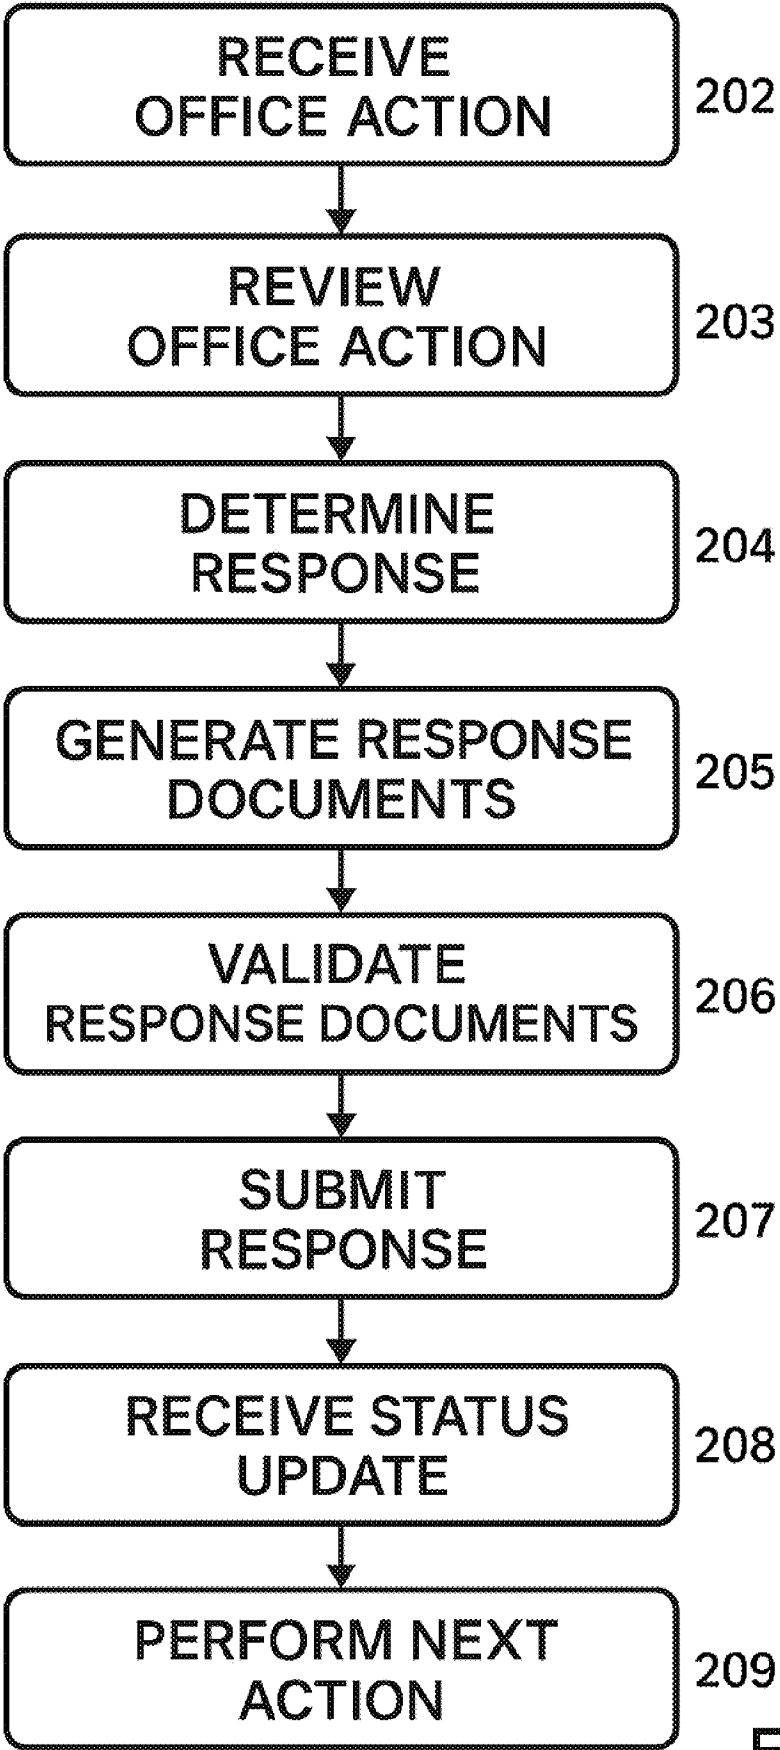 RECEIVE
OFFICE ACTION
202
REVIEW
OFFICE ACTION
203
DETERMINE
RESPONSE
204
GENERATE RESPONSE
DOCUMENTS
205
VALIDATE
RESPONSE DOCUMENTS
206
SUBMIT
RESPONSE
207
RECEIVE STATUS
UPDATE
208
PERFORM NEXT
ACTION
209